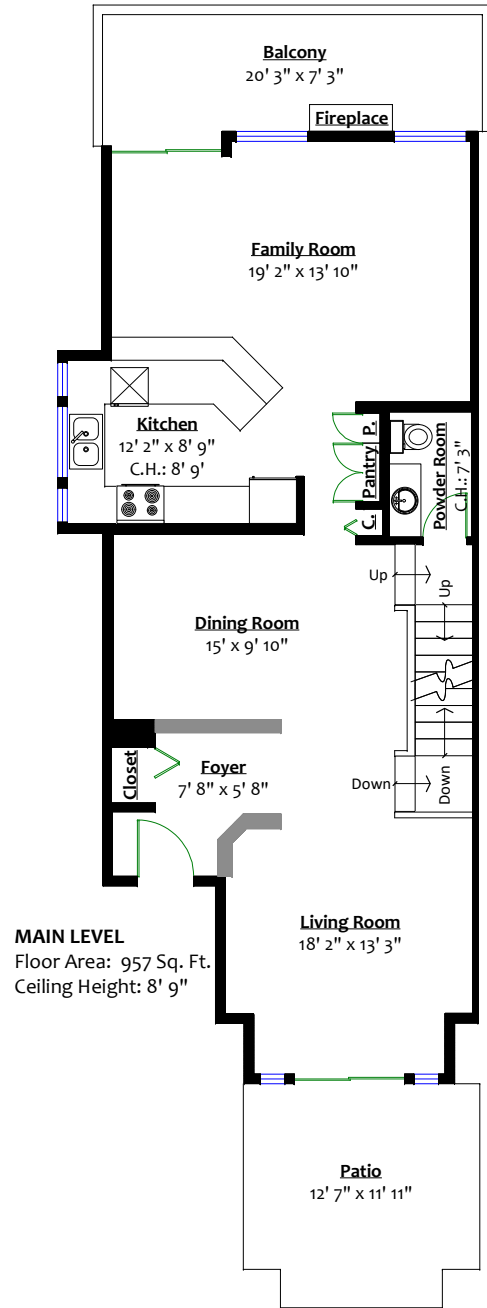 Balcony
20' 3" x 7' 3"
Fireplace
Family Room
19' 2" x 13' 10"
Kitchen
12' 2" x 8' 9"
C.H.: 8' 9'
Pantry P.
C.
Powder Room
C.H.: 7' 3"
Up
Up
Dining Room
15' x 9' 10"
Closet
Foyer
7' 8" x 5' 8"
Down
Down
Living Room
18' 2" x 13' 3"
MAIN LEVEL
Floor Area: 957 Sq. Ft.
Ceiling Height: 8' 9"
Patio
12' 7" x 11' 11"